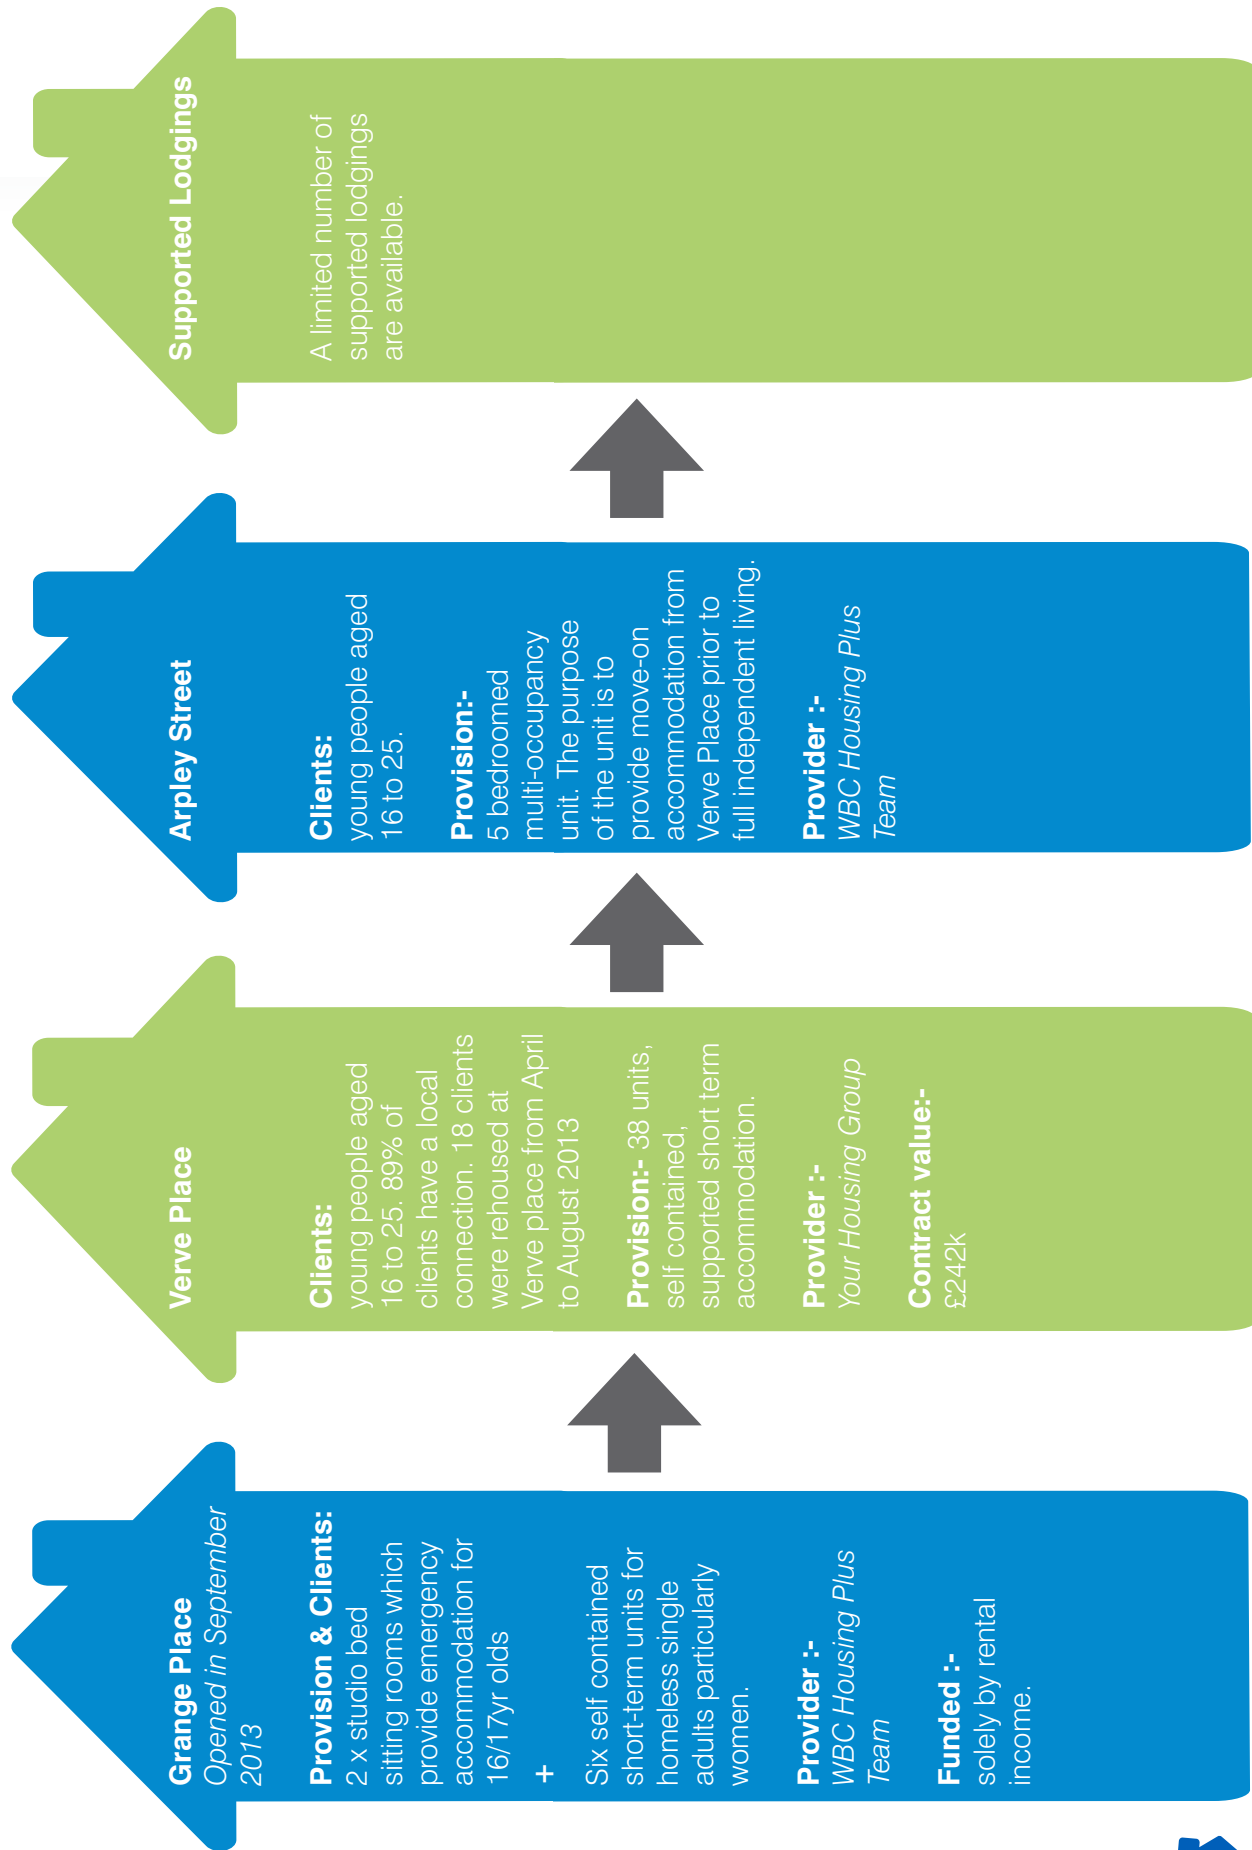 Grange Place
Opened in September
2013
Provision & Clients:
2 x studio bed
sitting rooms which
provide emergency
accommodation for
16/17yr olds
+
Six self contained
short-term units for
homeless single
adults particularly
women.
Provider :-
WBC Housing Plus
Team
Funded :-
solely by rental
income.
Verve Place
Clients:
young people aged
16 to 25. 89% of
clients have a local
connection. 18 clients
were rehoused at
Verve place from April
to August 2013
Provision:- 38 units,
self contained,
supported short term
accommodation.
Provider :-
Your Housing Group
Contract value:-
£242k
Arpley Street
Clients:
young people aged
16 to 25.
Provision:-
5 bedroomed
multi-occupancy
unit. The purpose
of the unit is to
provide move-on
accommodation from
Verve Place prior to
full independent living.
Provider :-
WBC Housing Plus
Team
Supported Lodgings
A limited number of
supported lodgings
are available.